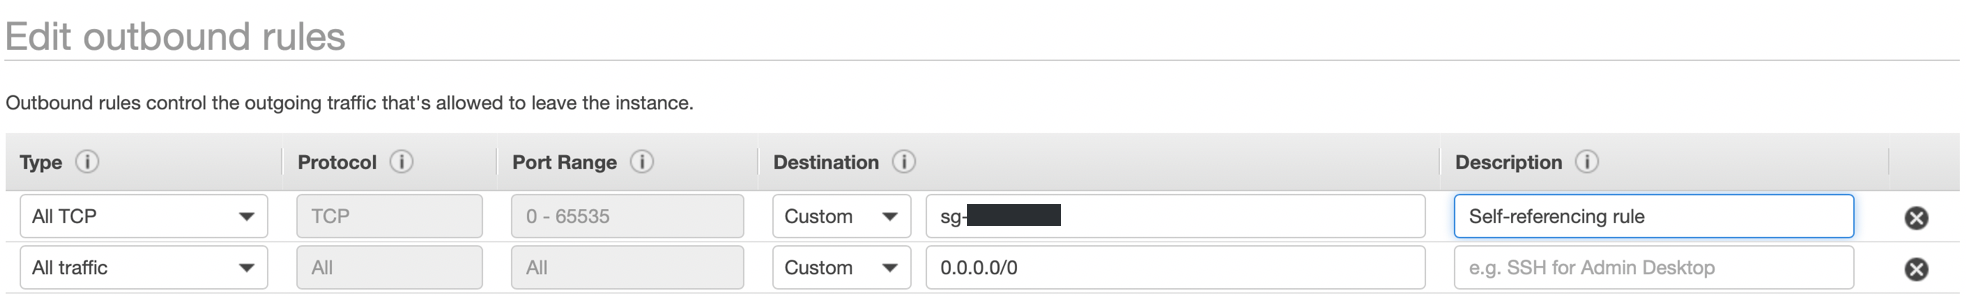 Edit outbound rules
Outbound rules control the outgoing traffic that's allowed to leave the instance.
Type Protocol Port Range Destination Description
All TCP TCP 0 - 65535 Custom sg- Self-referencing rule
All traffic All All Custom 0.0.0.0/0 e.g. SSH for Admin Desktop